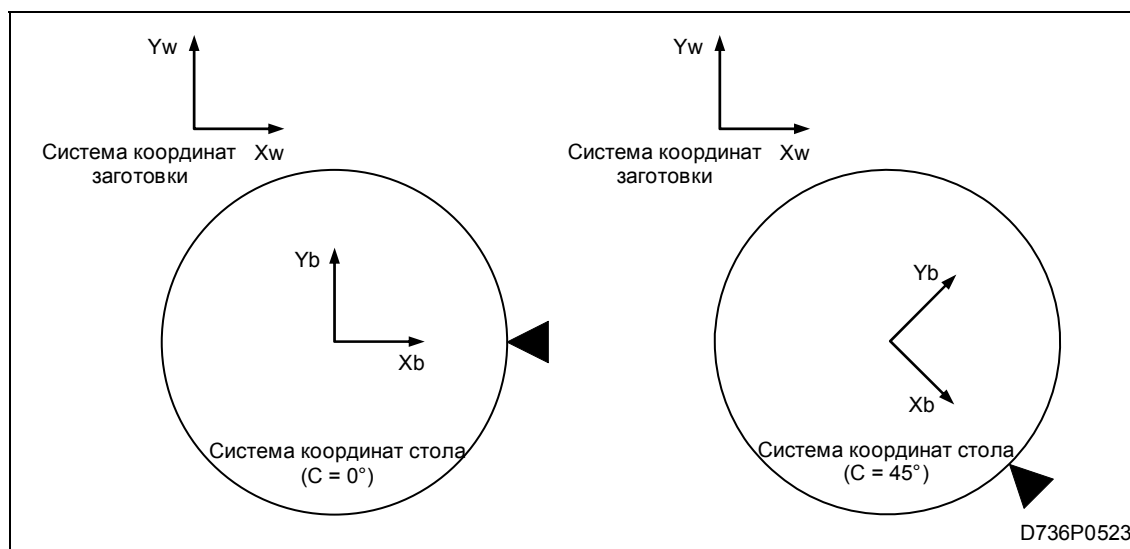 Yw
Система координат
заготовки
Xw
Yb
Xb
Система координат стола
(C = 0°)
Yw
Система координат
заготовки
Xw
Yb
Xb
Система координат стола
(C = 45°)
D736P0523